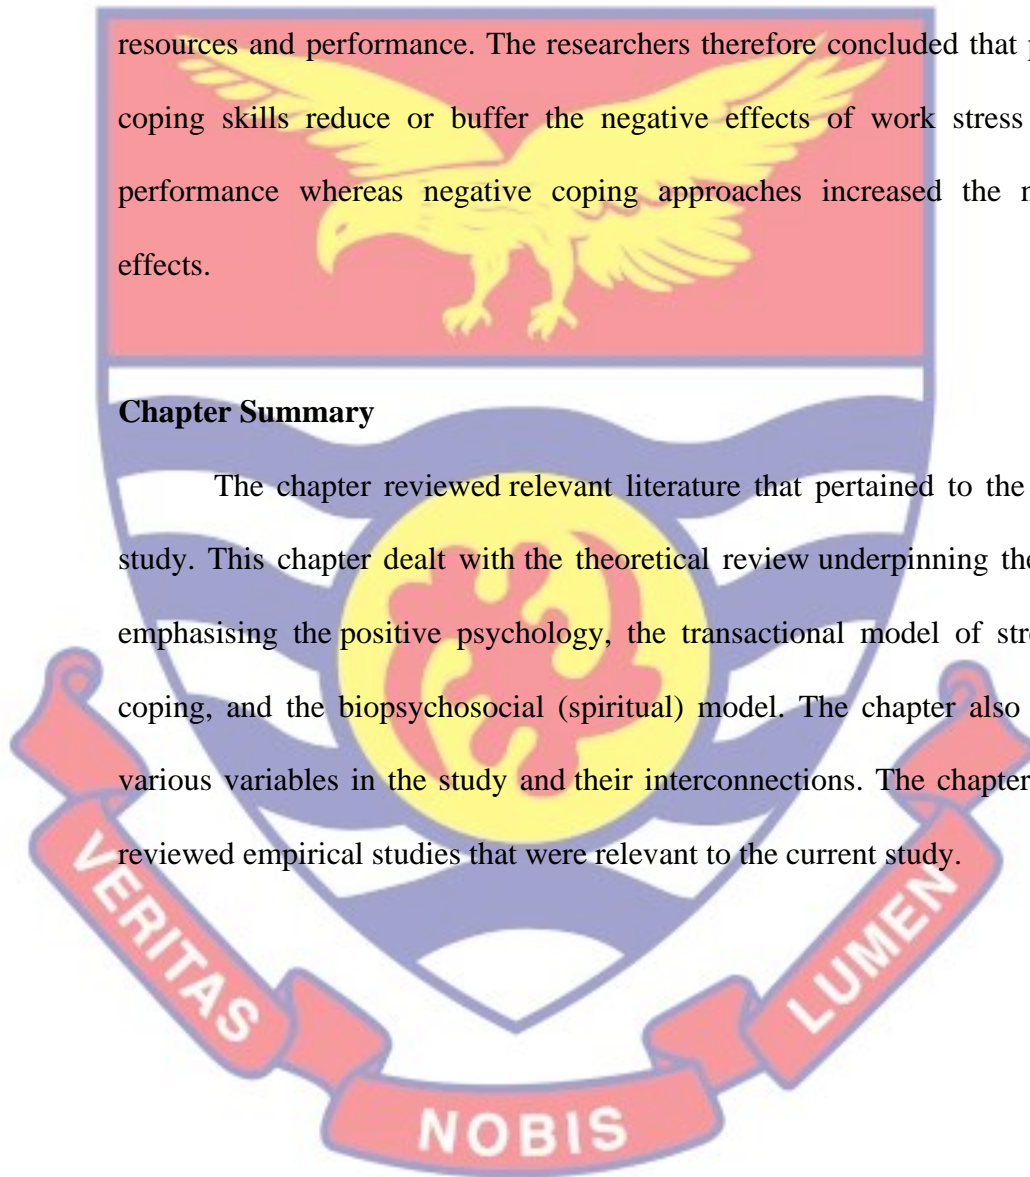 resources and performance. The researchers therefore concluded that
coping skills reduce or buffer the negative effects of work stress
performance whereas negative coping approaches increased the
effects.
Chapter Summary
The chapter reviewed relevant literature that pertained to the
study. This chapter dealt with the theoretical review underpinning the
emphasising the positive psychology, the transactional model of
coping, and the biopsychosocial (spiritual) model. The chapter also
various variables in the study and their interconnections. The chapter
reviewed empirical studies that were relevant to the current study.
VERITAS
NOBIS
LUMEN